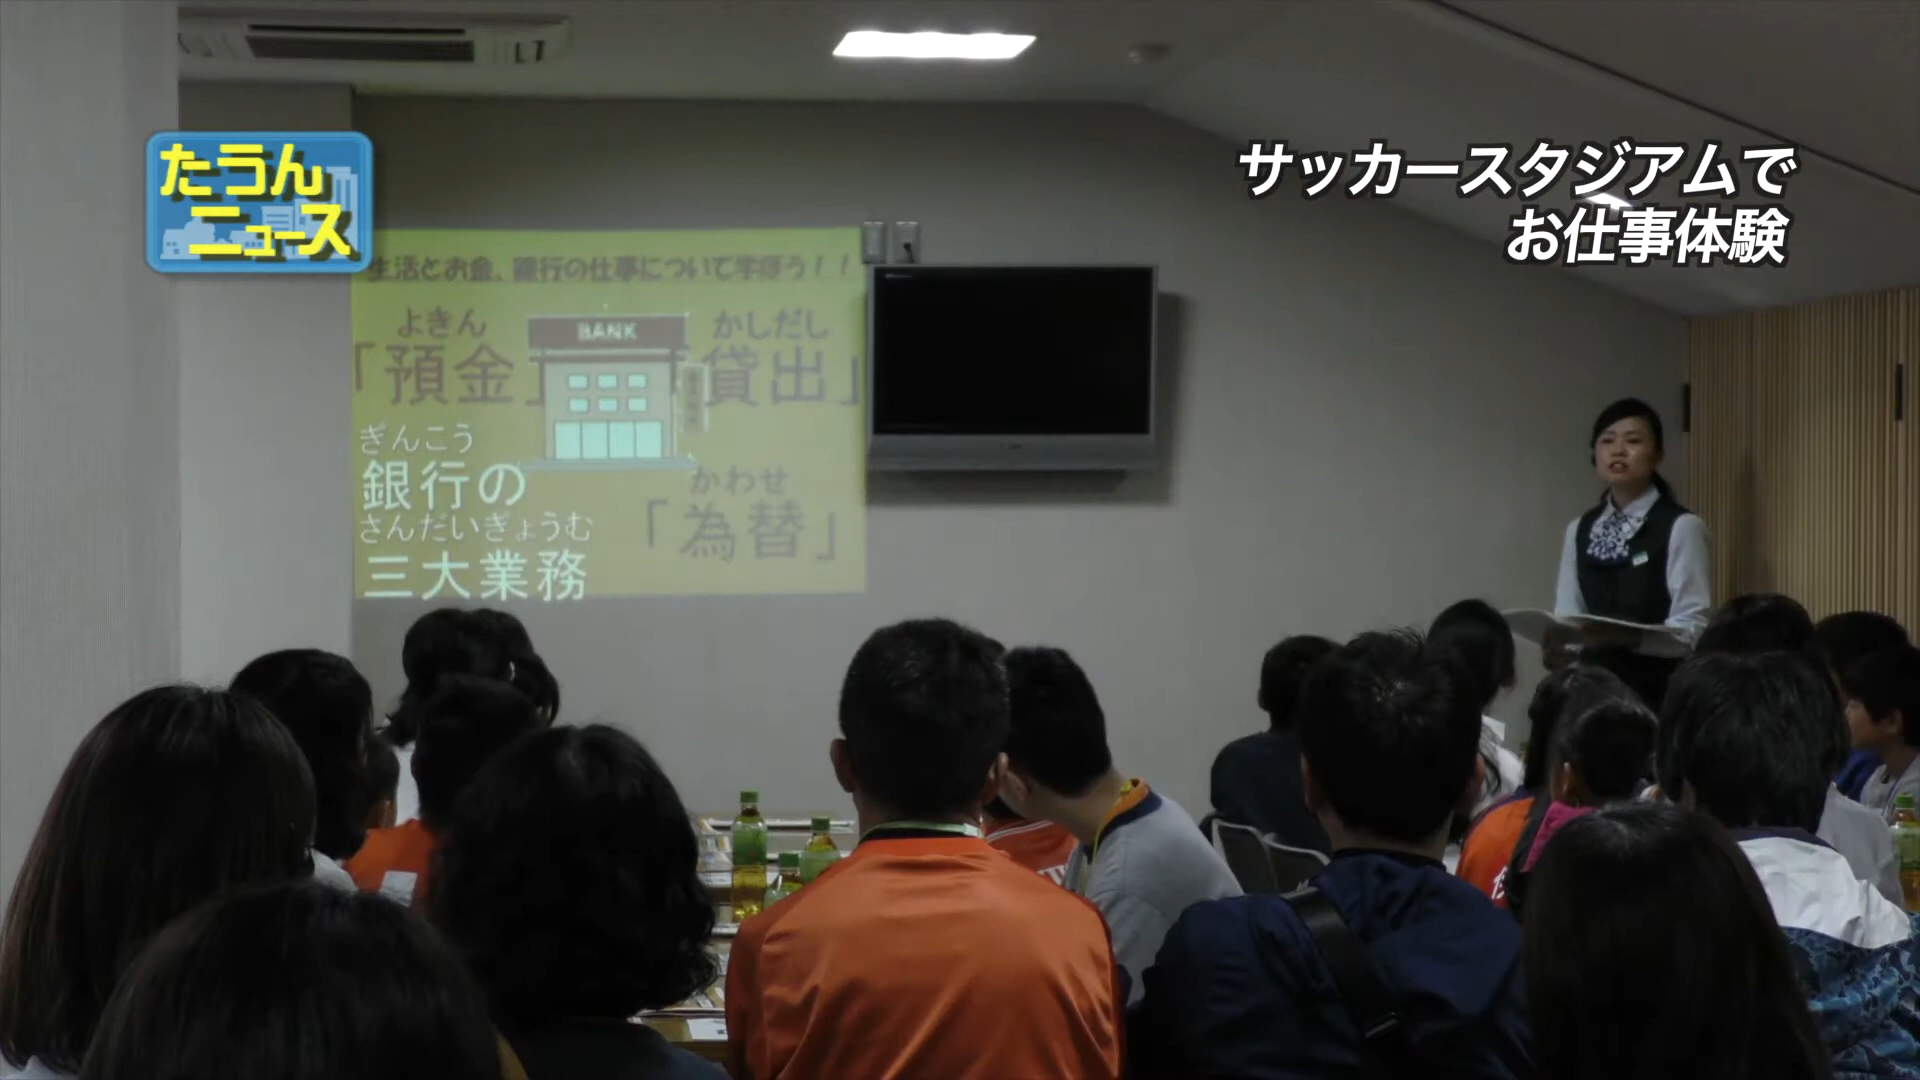 たうん
ニュース
サッカースタジアムで
お仕事体験
生活とお金、銀行の仕事について学ぼう！！
よきん
「預金」
BANK
かしだし
貸出」
ぎんこう
銀行の
さんだいぎょうむ
三大業務
かわせ
「為替」